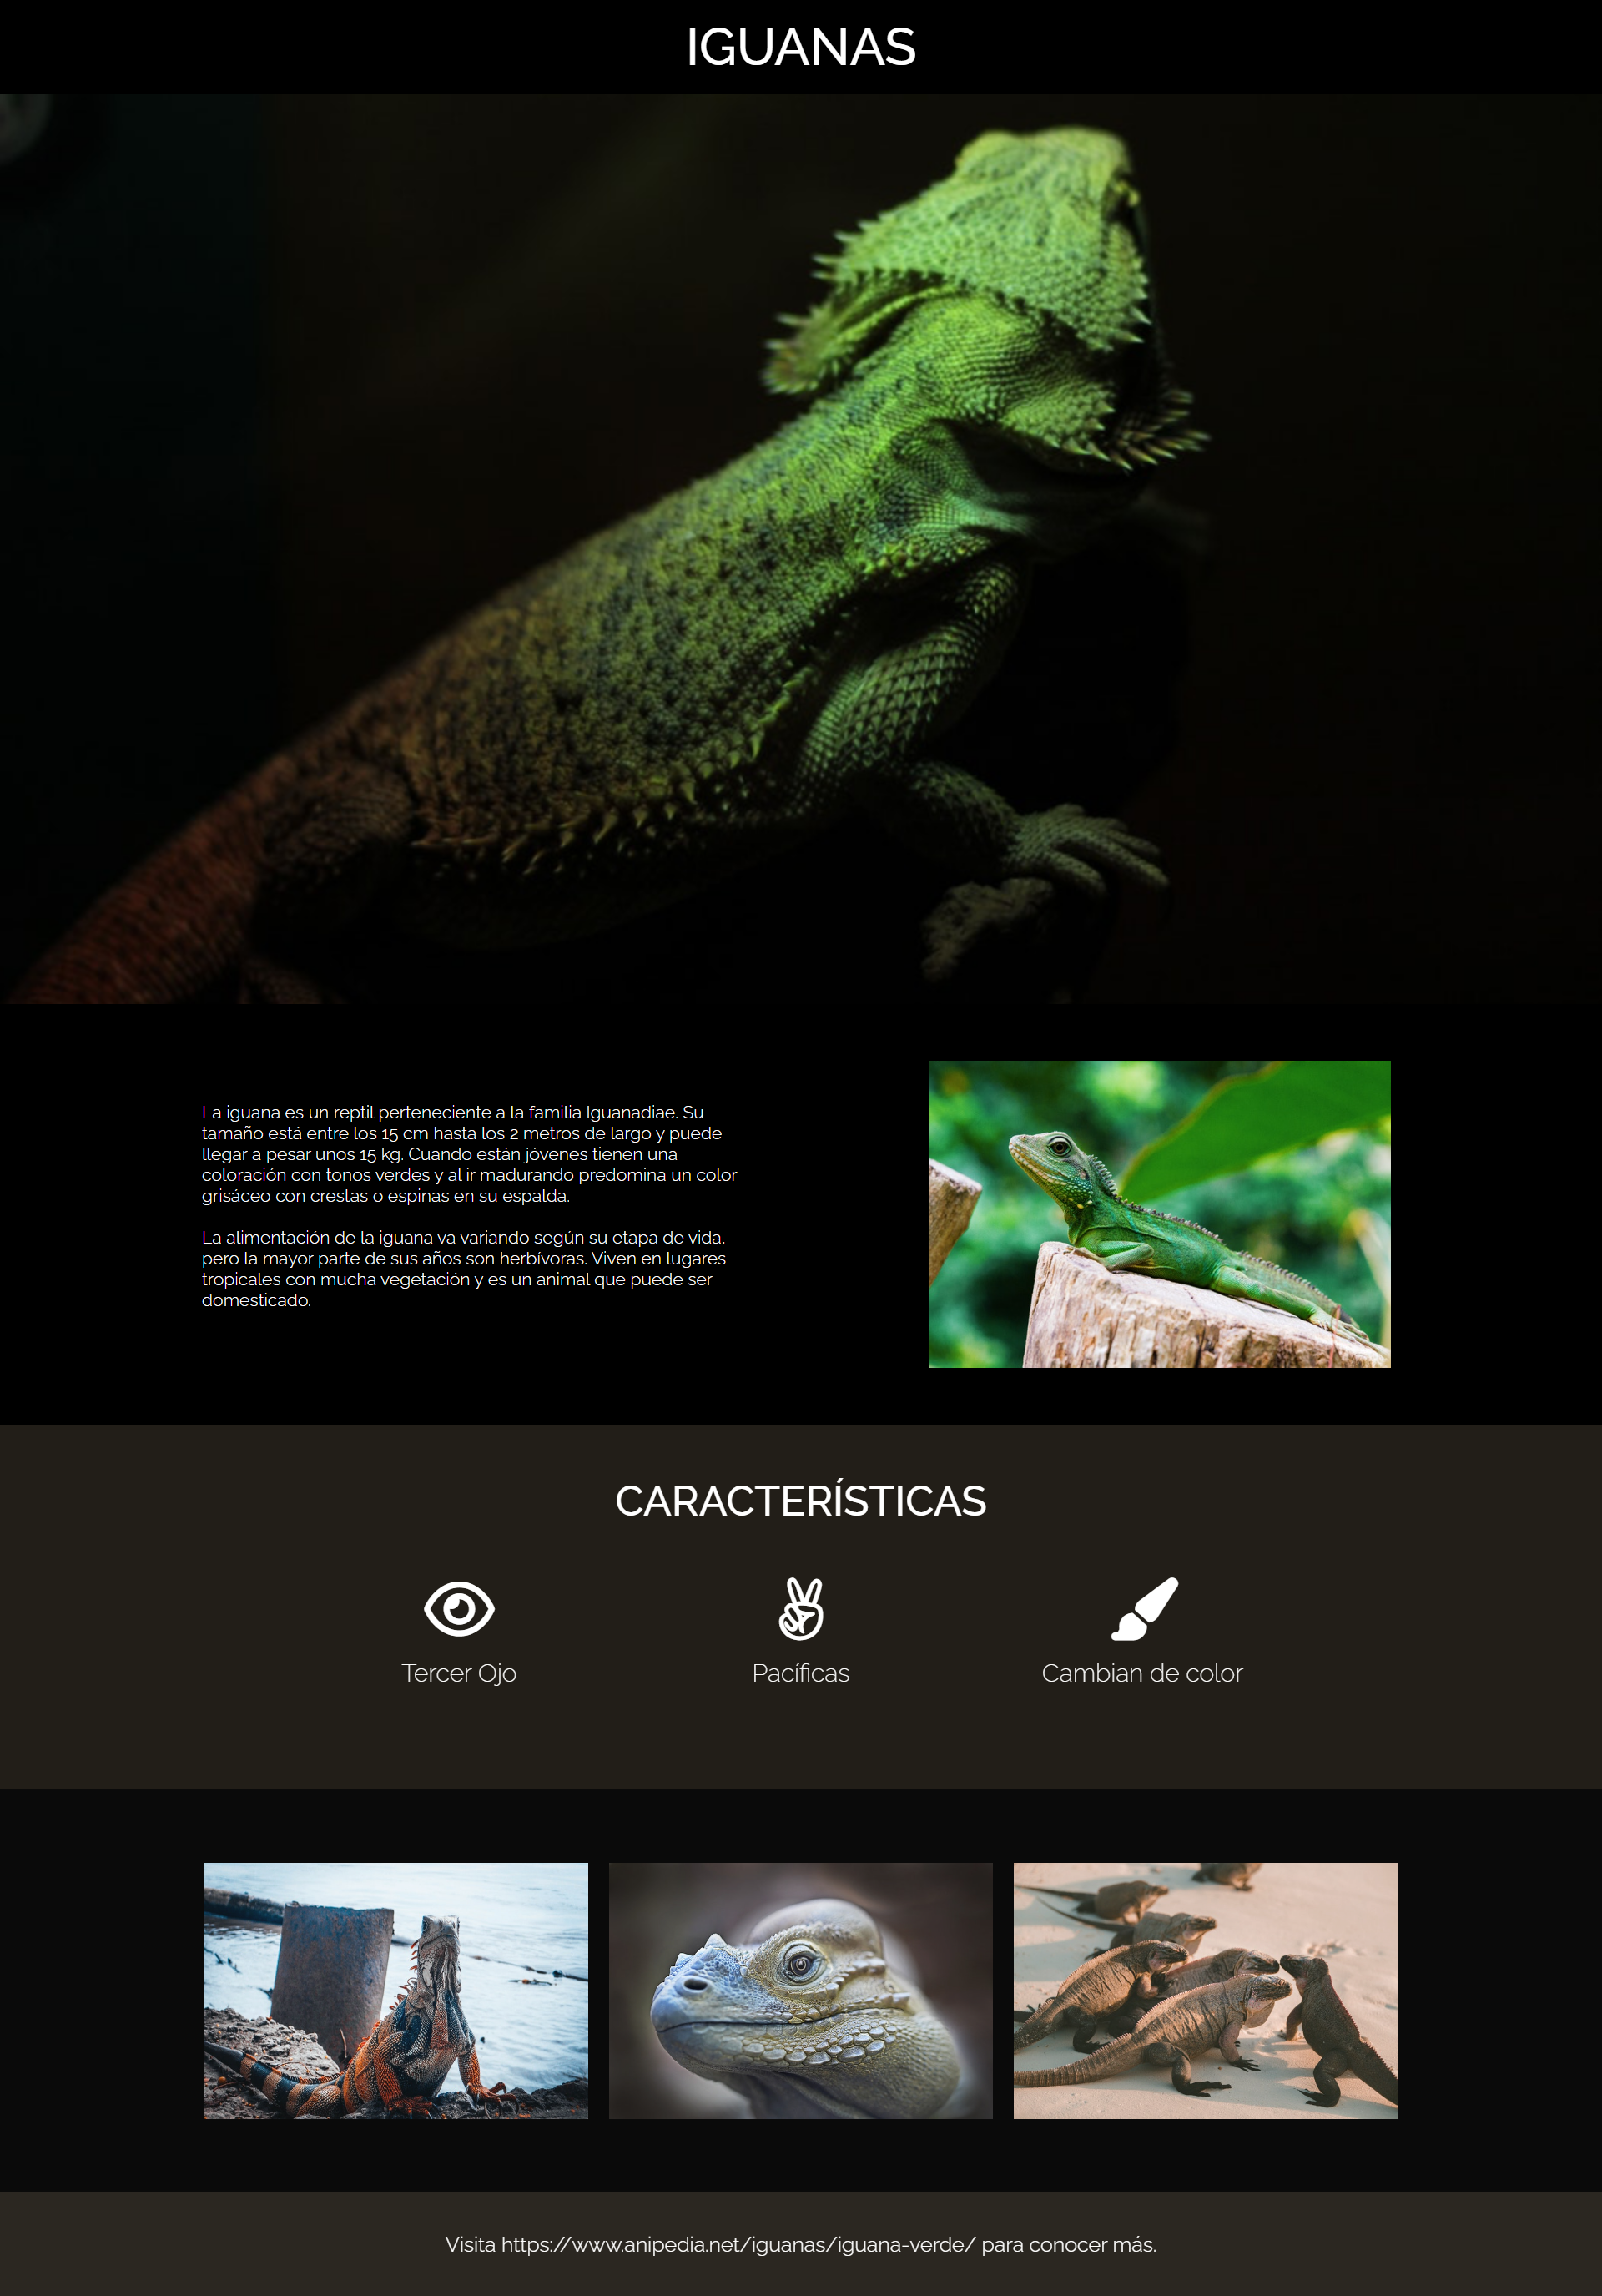 IGUANAS
La iguana es un reptil perteneciente a la familia Iguanadiae. Su
tamaño está entre los 15 cm hasta los 2 metros de largo y puede
llegar a pesar unos 15 kg. Cuando están jóvenes tienen una
coloración con tonos verdes y al ir madurando predomina un color
grisáceo con crestas o espinas en su espalda.
La alimentación de la iguana va variando según su etapa de vida,
pero la mayor parte de sus años son herbívoras. Viven en lugares
tropicales con mucha vegetación y es un animal que puede ser
domesticado.
CARACTERÍSTICAS
Tercer Ojo
Pacíficas
Cambian de color
Visita https://www.anipedia.net/iguanas/iguana-verde/ para conocer más.